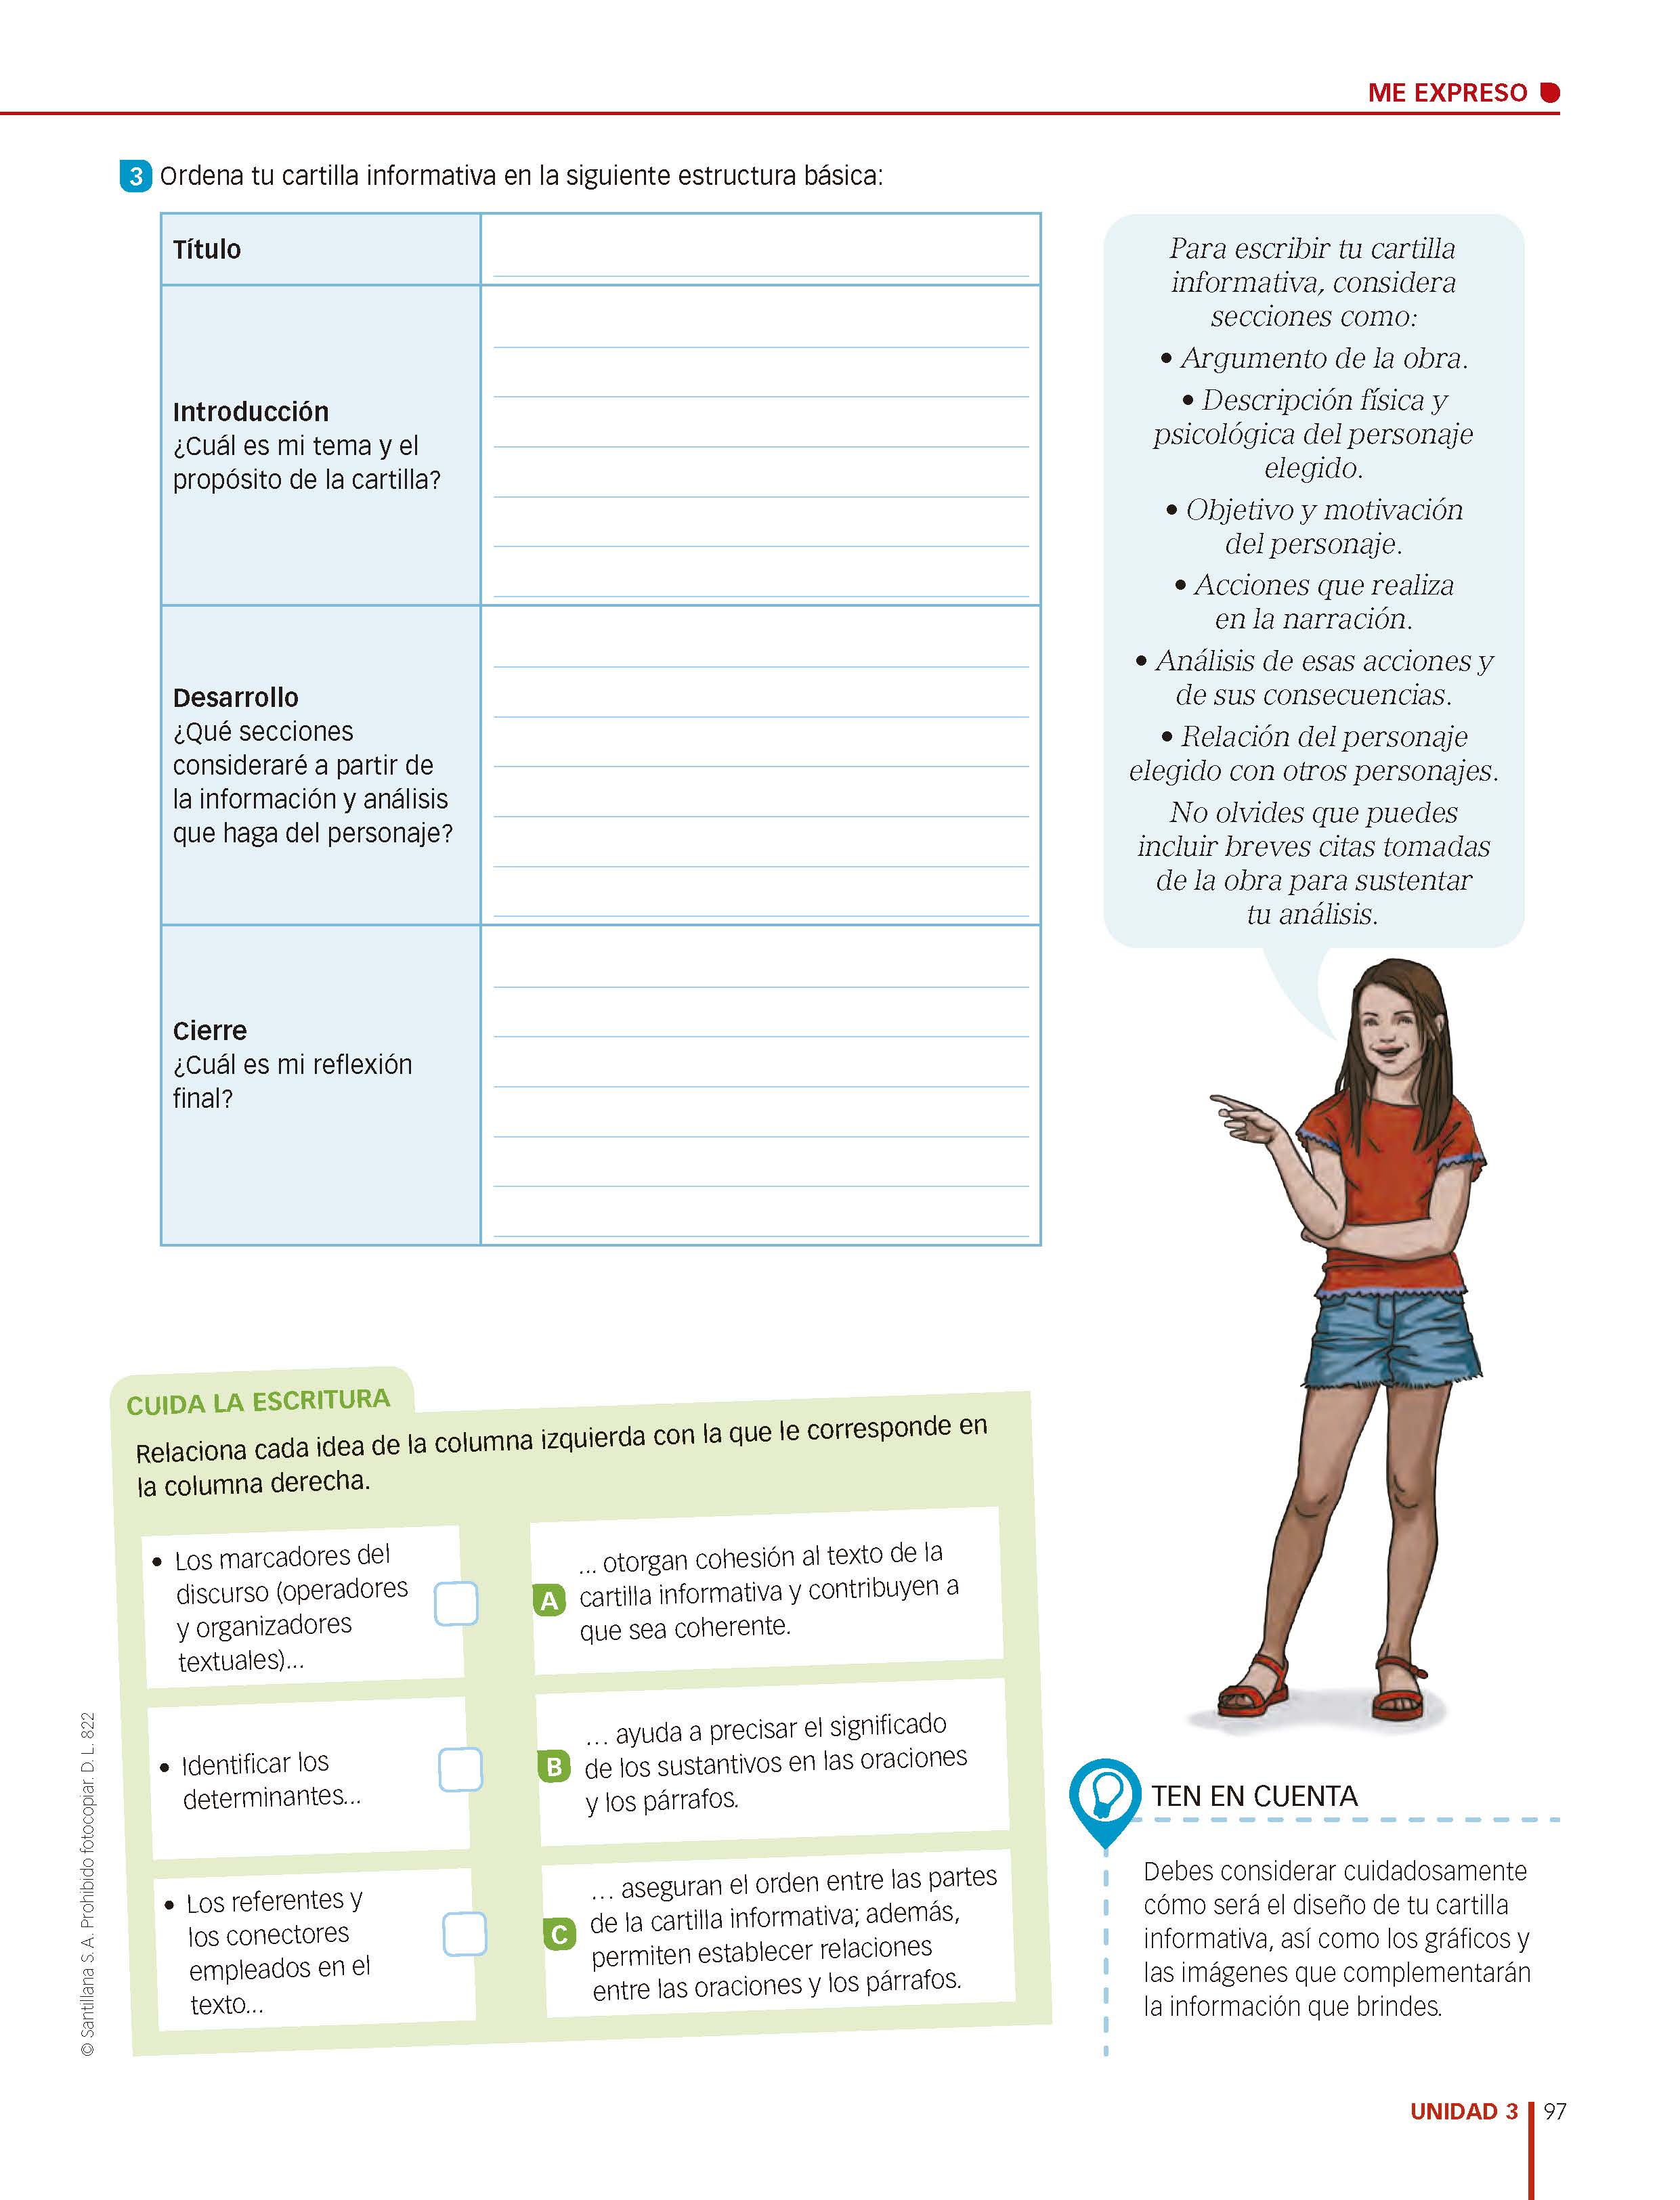 ME EXPRESO
3 Ordena tu cartilla informativa en la siguiente estructura básica:
Título
Introducción
¿Cuál es mi tema y el
propósito de la cartilla?
Desarrollo
¿Qué secciones
consideraré a partir de
la información y análisis
que haga del personaje?
Cierre
¿Cuál es mi reflexión
final?
Para escribir tu cartilla
informativa, considera
secciones como:
• Argumento de la obra.
• Descripción física y
psicológica del personaje
elegido.
• Objetivo y motivación
del personaje.
• Acciones que realiza
en la narración.
• Análisis de esas acciones y
de sus consecuencias.
• Relación del personaje
elegido con otros personajes.
No olvides que puedes
incluir breves citas tomadas
de la obra para sustentar
tu análisis.
CUIDA LA ESCRITURA
Relaciona cada idea de la columna izquierda con la que le corresponde en
la columna derecha.
• Los marcadores del
discurso (operadores
y organizadores
textuales)...
A
... otorgan cohesión al texto de la
cartilla informativa y contribuyen a
que sea coherente.
• Identificar los
determinantes...
B
... ayuda a precisar el significado
de los sustantivos en las oraciones
y los párrafos.
• Los referentes y
los conectores
empleados en el
texto...
C
... aseguran el orden entre las partes
de la cartilla informativa; además,
permiten establecer relaciones
entre las oraciones y los párrafos.
TEN EN CUENTA
Debes considerar cuidadosamente
cómo será el diseño de tu cartilla
informativa, así como los gráficos y
las imágenes que complementarán
la información que brindes.
© Santillana S. A. Prohibido fotocopiar. D. L. 822
UNIDAD 3 97